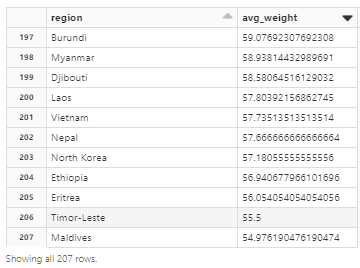 region avg_weight
197 Burundi 59.07692307692308
198 Myanmar 58.93814432989691
199 Djibouti 58.58064516129032
200 Laos 57.80392156862745
201 Vietnam 57.73513513513514
202 Nepal 57.666666666666664
203 North Korea 57.18055555555556
204 Ethiopia 56.940677966101696
205 Eritrea 56.054054054054056
206 Timor-Leste 55.5
207 Maldives 54.976190476190474
Showing all 207 rows.